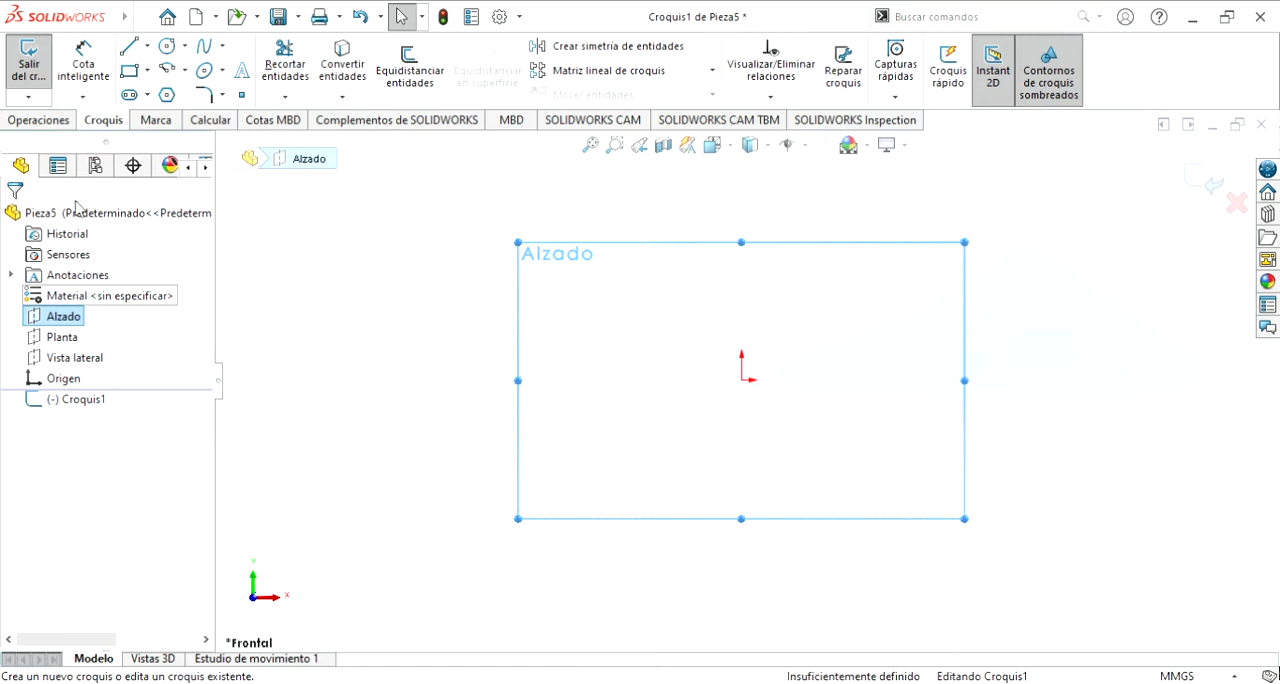 SOLIDWORKS
Croquis1 de Pieza5 *
Buscar comandos
Salir del cr...
Cota inteligente
Recortar entidades
Convertir entidades
Equidistanciar entidades
Equidistanciar en superficie
Crear simetría de entidades
Matriz lineal de croquis
Mover entidades
Visualizar/Eliminar relaciones
Reparar croquis
Capturas rápidas
Croquis rápido
Instant 2D
Contornos de croquis sombreados
Operaciones
Croquis
Marca
Calcular
Cotas MBD
Complementos de SOLIDWORKS
MBD
SOLIDWORKS CAM
SOLIDWORKS CAM TBM
SOLIDWORKS Inspection
Alzado
Pieza5 (Predeterminado<<Predeterm
Historial
Sensores
Anotaciones
Material <sin especificar>
Alzado
Planta
Vista lateral
Origen
(-) Croquis1
Alzado
x
*Frontal
Modelo
Vistas 3D
Estudio de movimiento 1
Crea un nuevo croquis o edita un croquis existente.
Insuficientemente definido
Editando Croquis1
MMGS